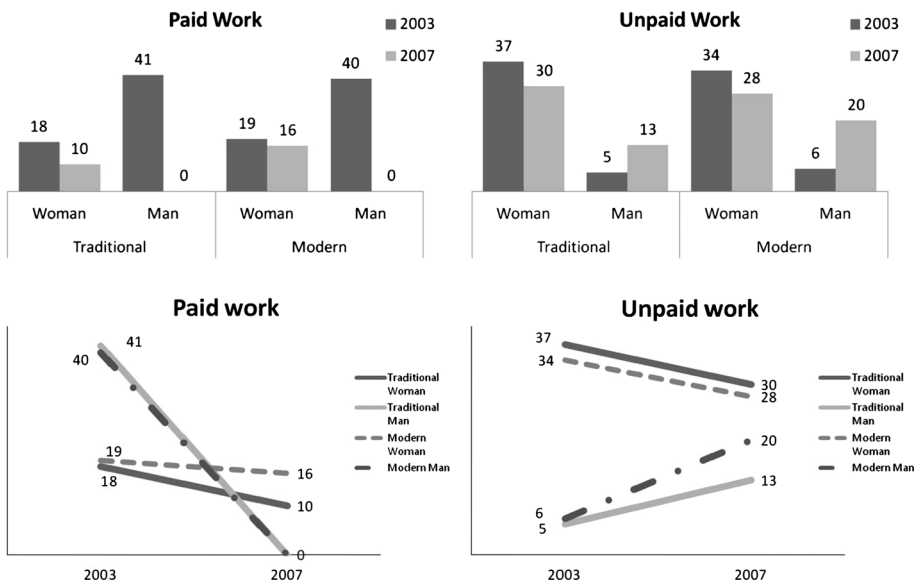 Paid Work
2003
2007
41
40
18
19
16
10
0
0
Woman
Man
Woman
Man
Traditional
Modern
Unpaid Work
2003
2007
37
34
30
28
20
13
5
6
Woman
Man
Woman
Man
Traditional
Modern
Paid work
41
40
19
18
16
10
0
2003
2007
Traditional
Woman
Traditional
Man
Modern
Woman
Modern Man
Unpaid work
37
34
30
28
20
13
6
5
2003
2007
Traditional
Woman
Traditional
Man
Modern
Woman
Modern Man